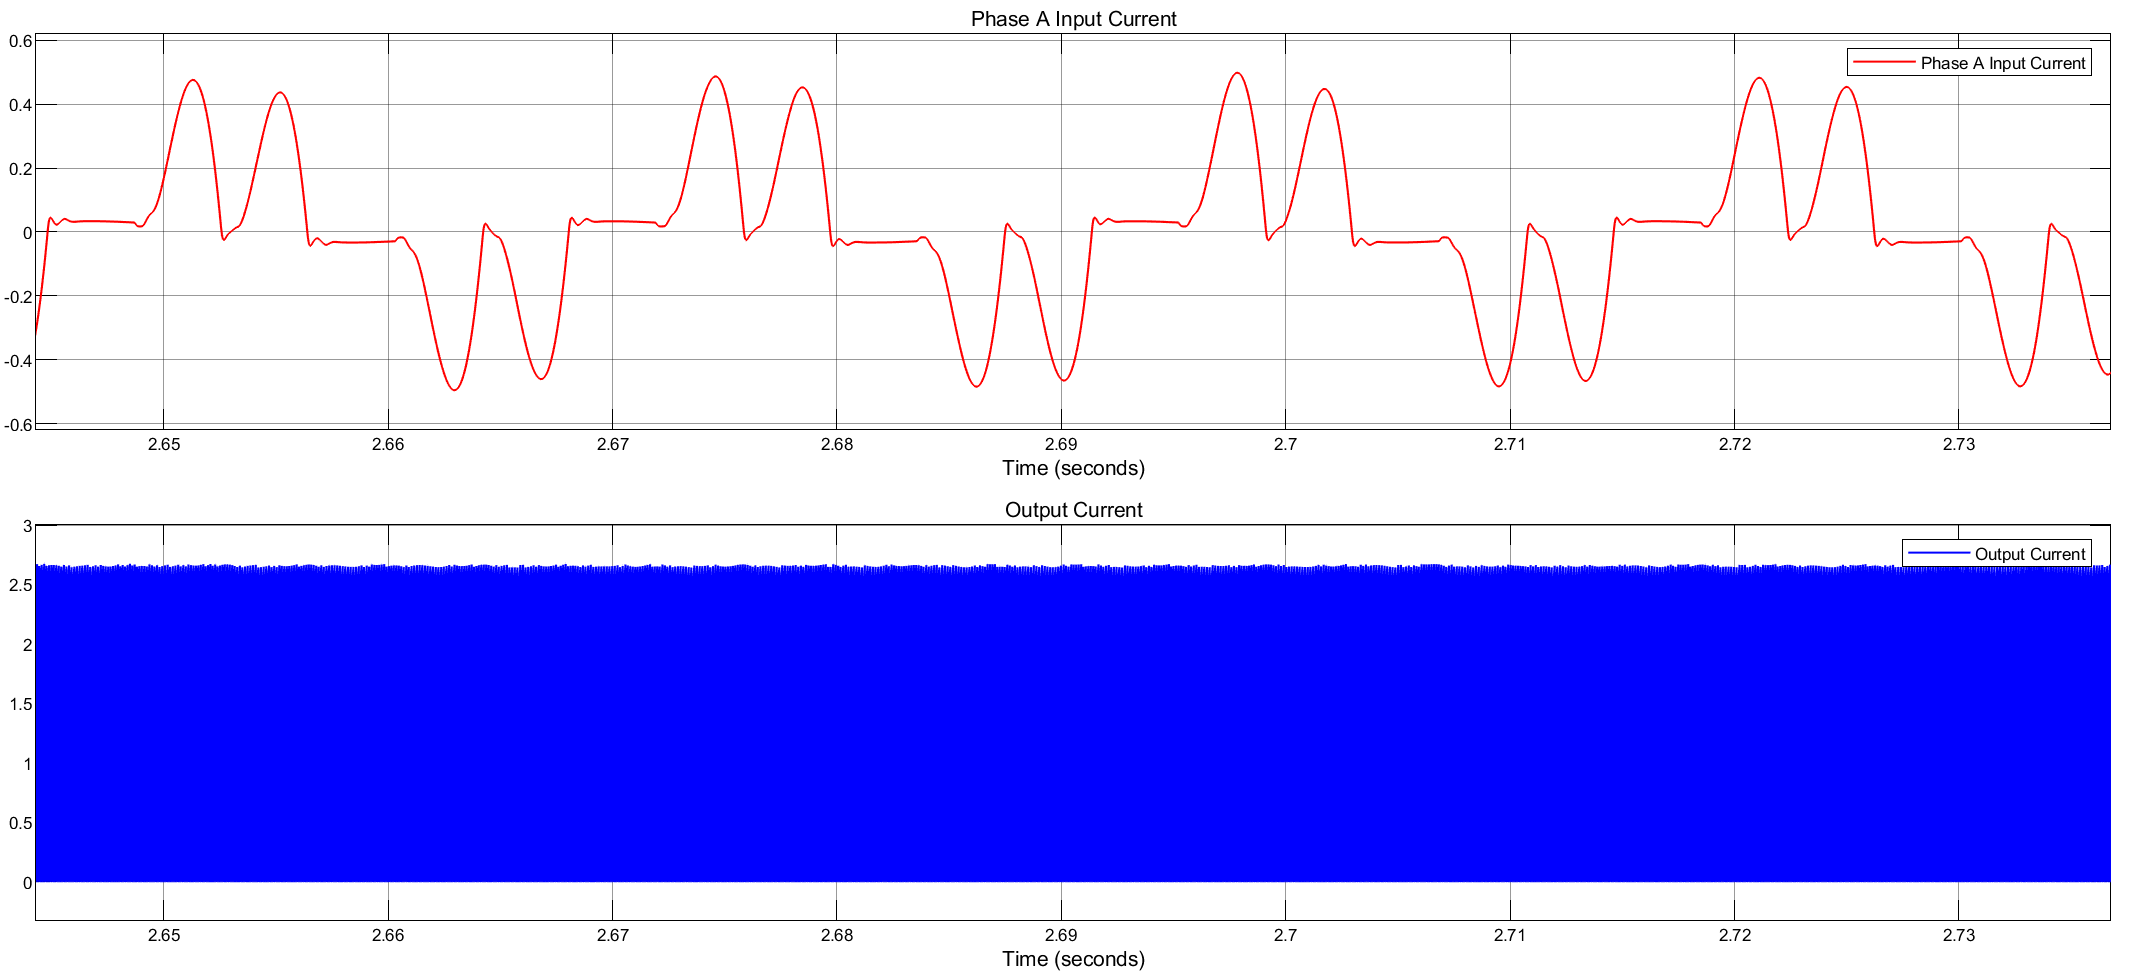 Phase A Input Current
0.6
Phase A Input Current
0.4
0.2
0
-0.2
-0.4
-0.6
2.65 2.66 2.67 2.68 2.69 2.7 2.71 2.72 2.73
Time (seconds)
Output Current
3
Output Current
2.5
2
1.5
1
0.5
0
2.65 2.66 2.67 2.68 2.69 2.7 2.71 2.72 2.73
Time (seconds)